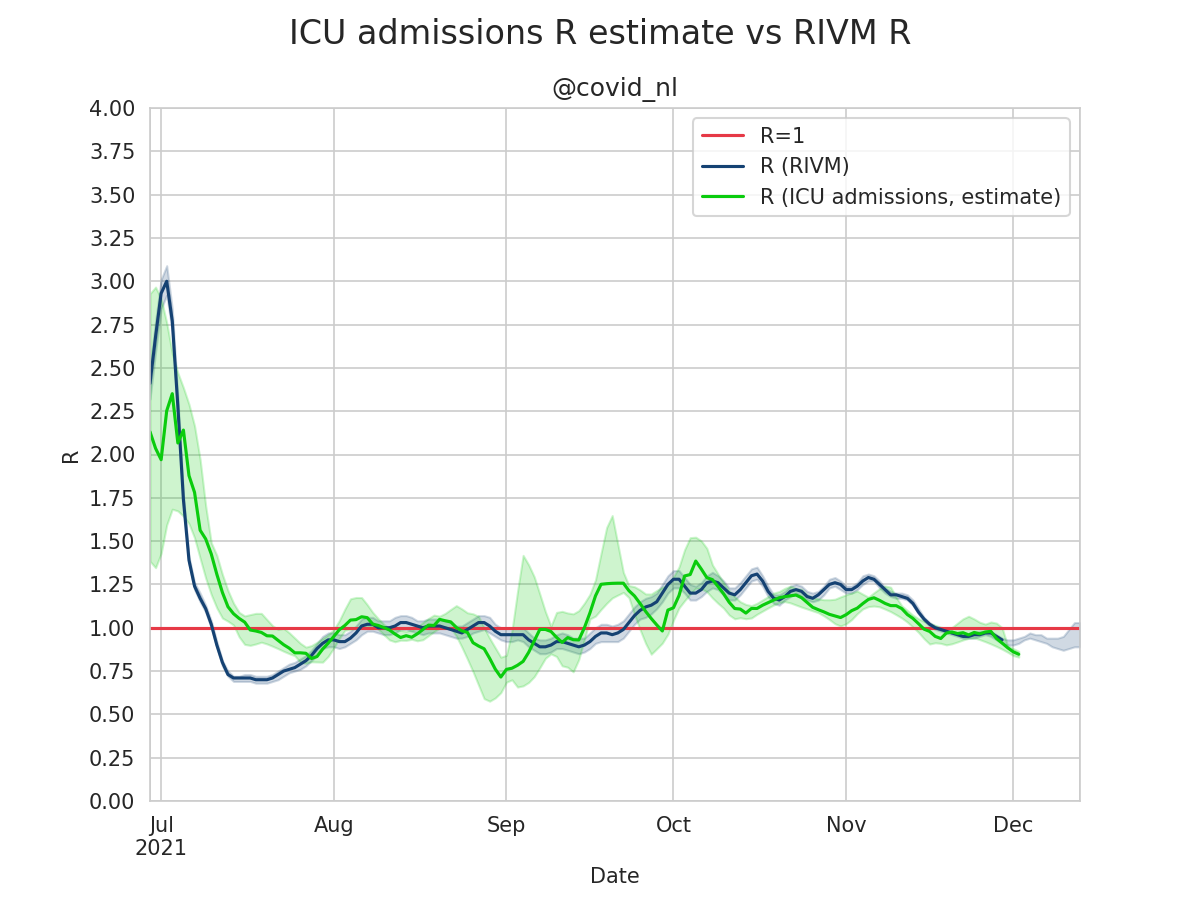 ICU admissions R estimate vs RIVM R
@covid_nl
R=1
R (RIVM)
R (ICU admissions, estimate)
R
4.00
3.75
3.50
3.25
3.00
2.75
2.50
2.25
2.00
1.75
1.50
1.25
1.00
0.75
0.50
0.25
0.00
Jul Aug Sep Oct Nov Dec
2021
Date